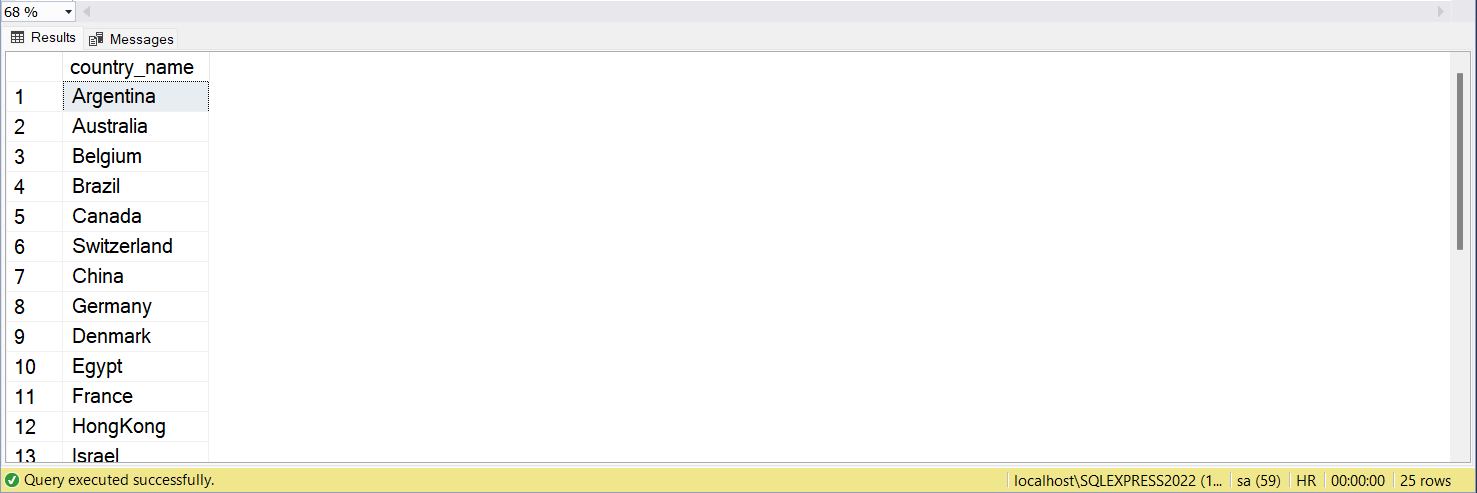 68 %
Results Messages
country_name
1 Argentina
2 Australia
3 Belgium
4 Brazil
5 Canada
6 Switzerland
7 China
8 Germany
9 Denmark
10 Egypt
11 France
12 HongKong
13 Israel
Query executed successfully. localhost\SQLEXPRESS2022 (1... sa (59) HR 00:00:00 25 rows